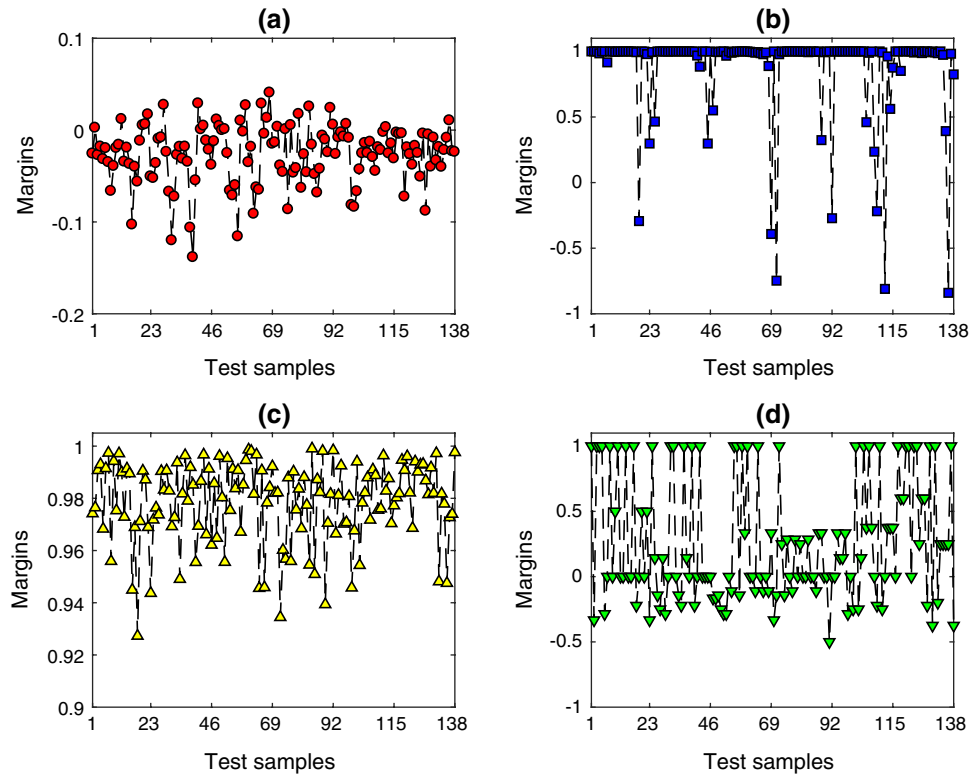 (a)
0.1
0
-0.1
-0.2
Margins
1 23 46 69 92 115 138
Test samples
(b)
1
0.5
0
-0.5
-1
Margins
1 23 46 69 92 115 138
Test samples
(c)
1
0.98
0.96
0.94
0.92
0.9
Margins
1 23 46 69 92 115 138
Test samples
(d)
1
0.5
0
-0.5
-1
Margins
1 23 46 69 92 115 138
Test samples